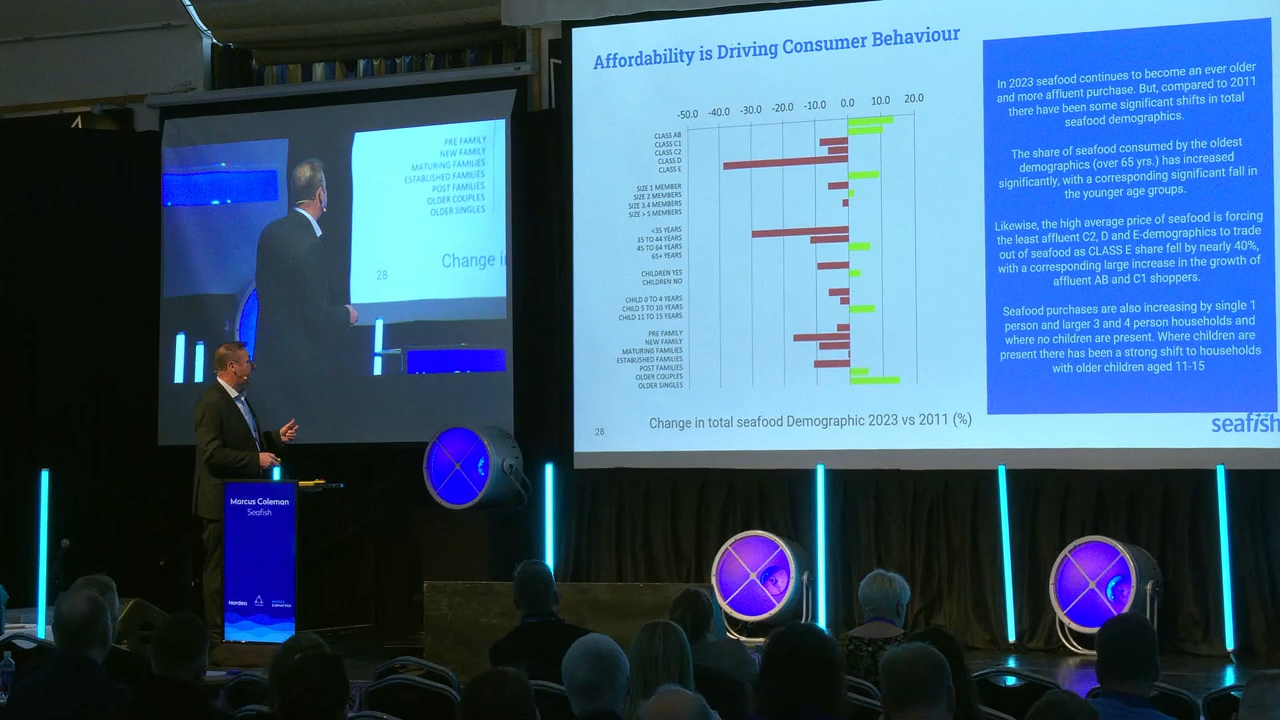 Affordability is Driving Consumer Behaviour
-50.0 -40.0 -30.0 -20.0 -10.0 0.0 10.0 20.0
CLASS AB
CLASS C1
CLASS C2
CLASS D
CLASS E
SIZE 1 MEMBER
SIZE 2 MEMBERS
SIZE 3.4 MEMBERS
SIZE > 5 MEMBERS
<35 YEARS
35 TO 44 YEARS
45 TO 64 YEARS
65+ YEARS
CHILDREN YES
CHILDREN NO
CHILD 0 TO 4 YEARS
CHILD 5 TO 10 YEARS
CHILD 11 TO 15 YEARS
PRE FAMILY
NEW FAMILY
MATURING FAMILIES
ESTABLISHED FAMILIES
POST FAMILIES
OLDER COUPLES
OLDER SINGLES
28
Change in total seafood Demographic 2023 vs 2011 (%)
In 2023 seafood continues to become an ever older
and more affluent purchase. But, compared to 2011
there have been some significant shifts in total
seafood demographics.
The share of seafood consumed by the oldest
demographics (over 65 yrs.) has increased
significantly, with a corresponding significant fall in
the younger age groups.
Likewise, the high average price of seafood is forcing
the least affluent C2, D and E-demographics to trade
out of seafood as CLASS E share fell by nearly 40%,
with a corresponding large increase in the growth of
affluent AB and C1 shoppers.
Seafood purchases are also increasing by single 1
person and larger 3 and 4 person households and
where no children are present. Where children are
present there has been a strong shift to households
with older children aged 11-15
seafish
PRE FAMILY
NEW FAMILY
MATURING FAMILIES
ESTABLISHED FAMILIES
POST FAMILIES
OLDER COUPLES
OLDER SINGLES
28
Change i
Marcus Coleman
Seafish
Nordea